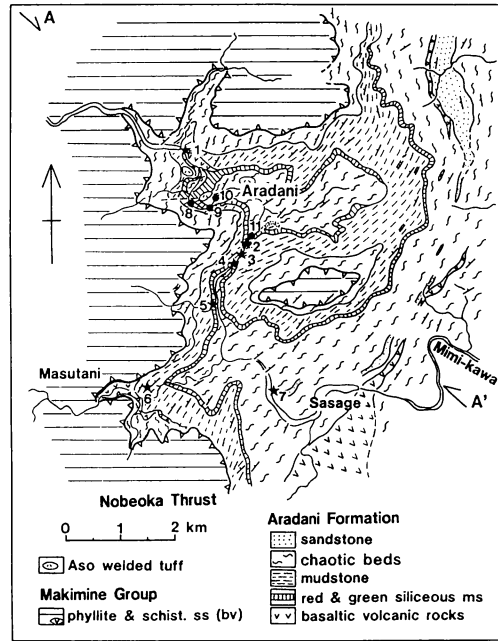 A
1
10
Aradani
8
9
11
2
3
4
5
Mimi-kawa
Masutani
6
7
Sasage
A'
Nobeoka Thrust
0 1 2 km
Aso welded tuff
Makimine Group
phyllite & schist. ss (bv)
Aradani Formation
sandstone
chaotic beds
mudstone
red & green siliceous ms
basaltic volcanic rocks